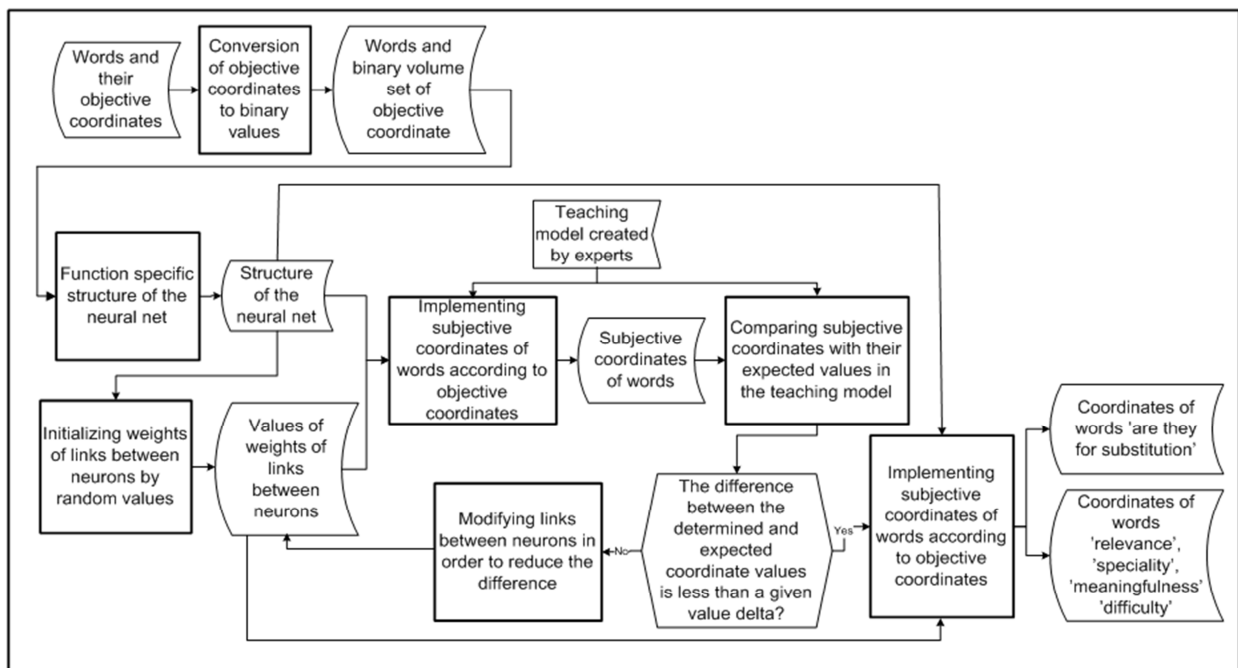 Words and
their
objective
coordinates
Conversion
of objective
coordinates
to binary
values
Words and
binary volume
set of
objective
coordinate
Teaching
model created
by experts
Function specific
structure of the
neural net
Structure
of the
neural net
Implementing
subjective
coordinates of
words according to
objective
coordinates
Subjective
coordinates
of words
Comparing subjective
coordinates with their
expected values in
the teaching model
Initializing weights
of links between
neurons by
random values
Values of
weights of
links
between
neurons
Modifying links
between neurons in
order to reduce the
difference
No
The difference
between the
determined and
expected
coordinate values
is less than a given
value delta?
Yes
Implementing
subjective
coordinates of
words according
to objective
coordinates
Coordinates of
words 'are they
for substitution'
Coordinates of
words
'relevance',
'speciality',
'meaningfulness'
'difficulty'